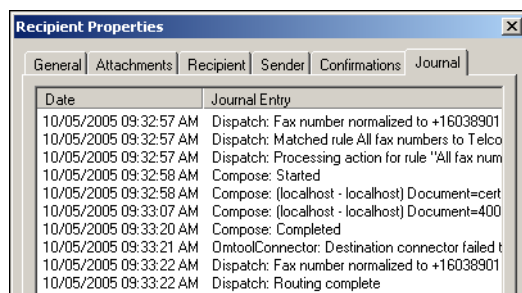 Recipient Properties
General Attachments Recipient Sender Confirmations Journal
Date Journal Entry
10/05/2005 09:32:57 AM Dispatch: Fax number normalized to +16038901
10/05/2005 09:32:57 AM Dispatch: Matched rule All fax numbers to Telco
10/05/2005 09:32:57 AM Dispatch: Processing action for rule "All fax num
10/05/2005 09:32:58 AM Compose: Started
10/05/2005 09:32:58 AM Compose: (localhost - localhost) Document=cert
10/05/2005 09:33:07 AM Compose: (localhost - localhost) Document=400
10/05/2005 09:33:20 AM Compose: Completed
10/05/2005 09:33:21 AM OmtoolConnector: Destination connector failed t
10/05/2005 09:33:22 AM Dispatch: Fax number normalized to +16038901
10/05/2005 09:33:22 AM Dispatch: Routing complete